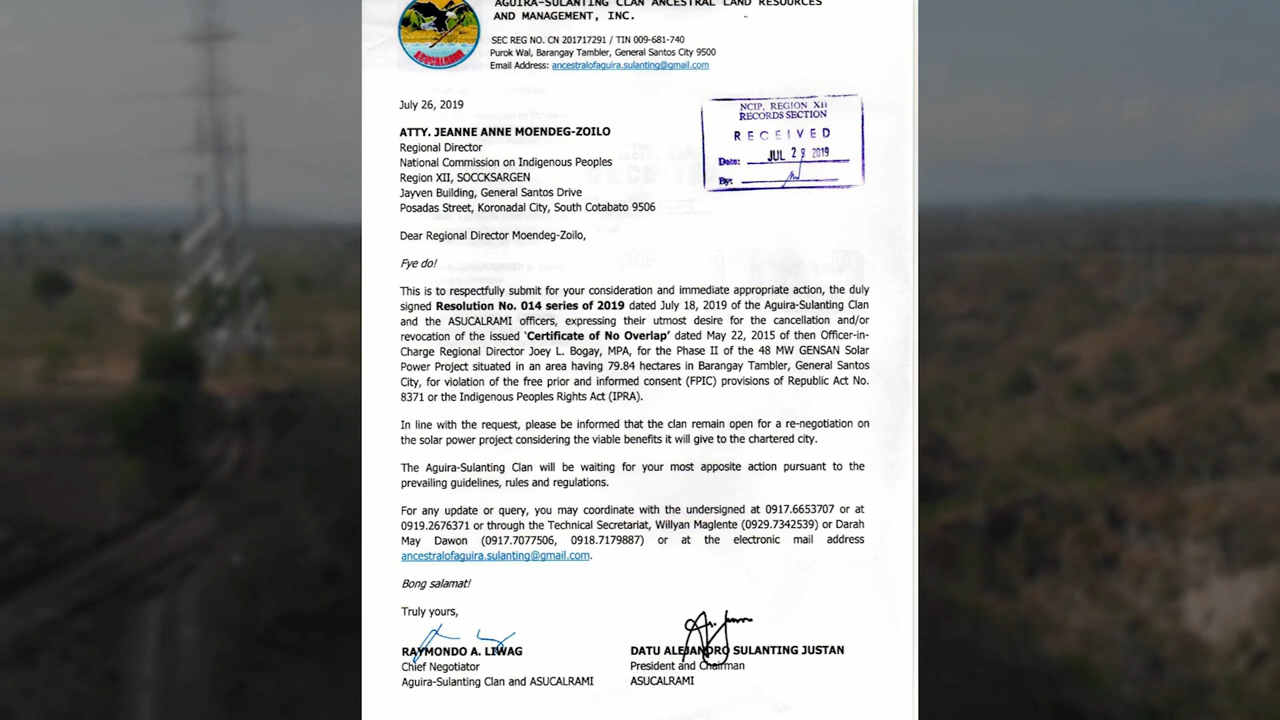 AGUIRA-SULANTING CLAN ANCESTRAL LAND RESOURCES
AND MANAGEMENT, INC.
SEC REG NO. CN 201717291 / TIN 009-681-740
Purok Wal, Barangay Tambler, General Santos City 9500
Email Address: ancestralofaguira.sulanting@gmail.com
ASUCALRAMI
July 26, 2019
NCIP, REGION XII
RECORDS SECTION
RECEIVED
Date: JUL 29 2019
By:
ATTY. JEANNE ANNE MOENDEG-ZOILO
Regional Director
National Commission on Indigenous Peoples
Region XII, SOCCKSARGEN
Jayven Building, General Santos Drive
Posadas Street, Koronadal City, South Cotabato 9506
Dear Regional Director Moendeg-Zoilo,
Fye do!
This is to respectfully submit for your consideration and immediate appropriate action, the duly
signed Resolution No. 014 series of 2019 dated July 18, 2019 of the Aguira-Sulanting Clan
and the ASUCALRAMI officers, expressing their utmost desire for the cancellation and/or
revocation of the issued ‘Certificate of No Overlap’ dated May 22, 2015 of then Officer-in-
Charge Regional Director Joey L. Bogay, MPA, for the Phase II of the 48 MW GENSAN Solar
Power Project situated in an area having 79.84 hectares in Barangay Tambler, General Santos
City, for violation of the free prior and informed consent (FPIC) provisions of Republic Act No.
8371 or the Indigenous Peoples Rights Act (IPRA).
In line with the request, please be informed that the clan remain open for a re-negotiation on
the solar power project considering the viable benefits it will give to the chartered city.
The Aguira-Sulanting Clan will be waiting for your most apposite action pursuant to the
prevailing guidelines, rules and regulations.
For any update or query, you may coordinate with the undersigned at 0917.6653707 or at
0919.2676371 or through the Technical Secretariat, Willyan Maglente (0929.7342539) or Darah
May Dawon (0917.7077506, 0918.7179887) or at the electronic mail address
ancestralofaguira.sulanting@gmail.com.
Bong salamat!
Truly yours,
RAYMONDO A. LIWAG
Chief Negotiator
Aguira-Sulanting Clan and ASUCALRAMI
DATU ALEJANDRO SULANTING JUSTAN
President and Chairman
ASUCALRAMI